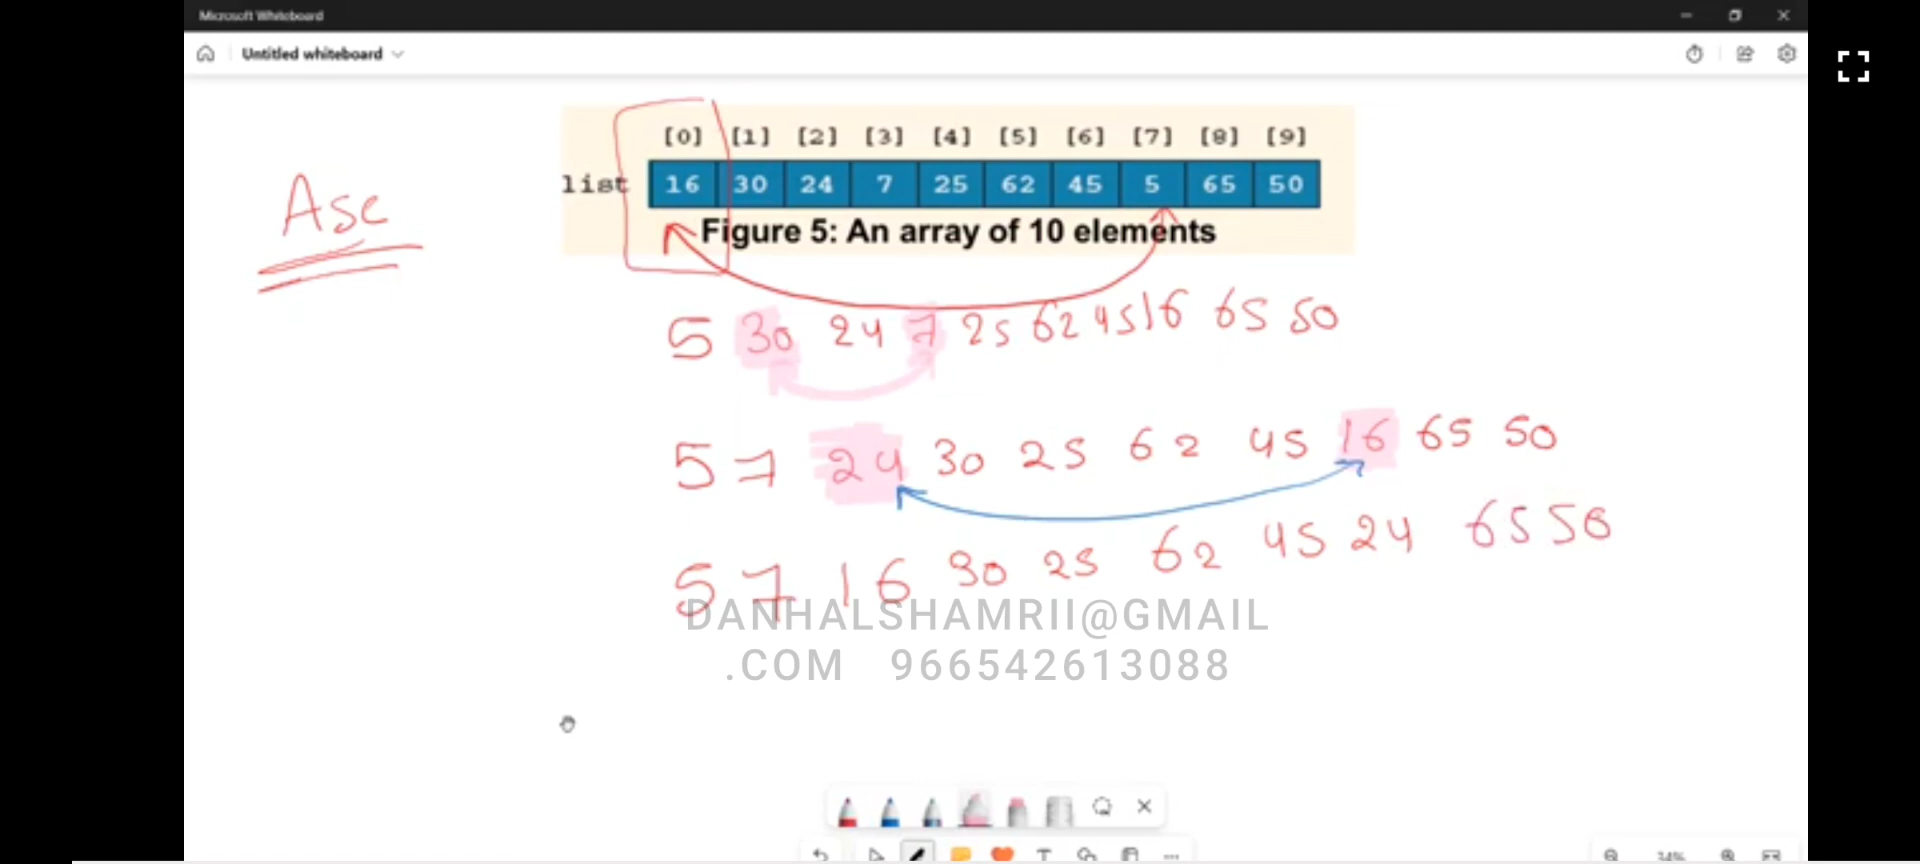 Microsoft Whiteboard
Untitled whiteboard
[0] [1] [2] [3] [4] [5] [6] [7] [8] [9]
list 16 30 24 7 25 62 45 5 65 50
Figure 5: An array of 10 elements
Asc
5 30 24 7 25 62 45 16 65 50
5 7 24 30 25 62 45 16 65 50
5 7 16 30 25 62 45 24 65 50
DANHALSHAMRII@GMAIL
.COM 966542613088